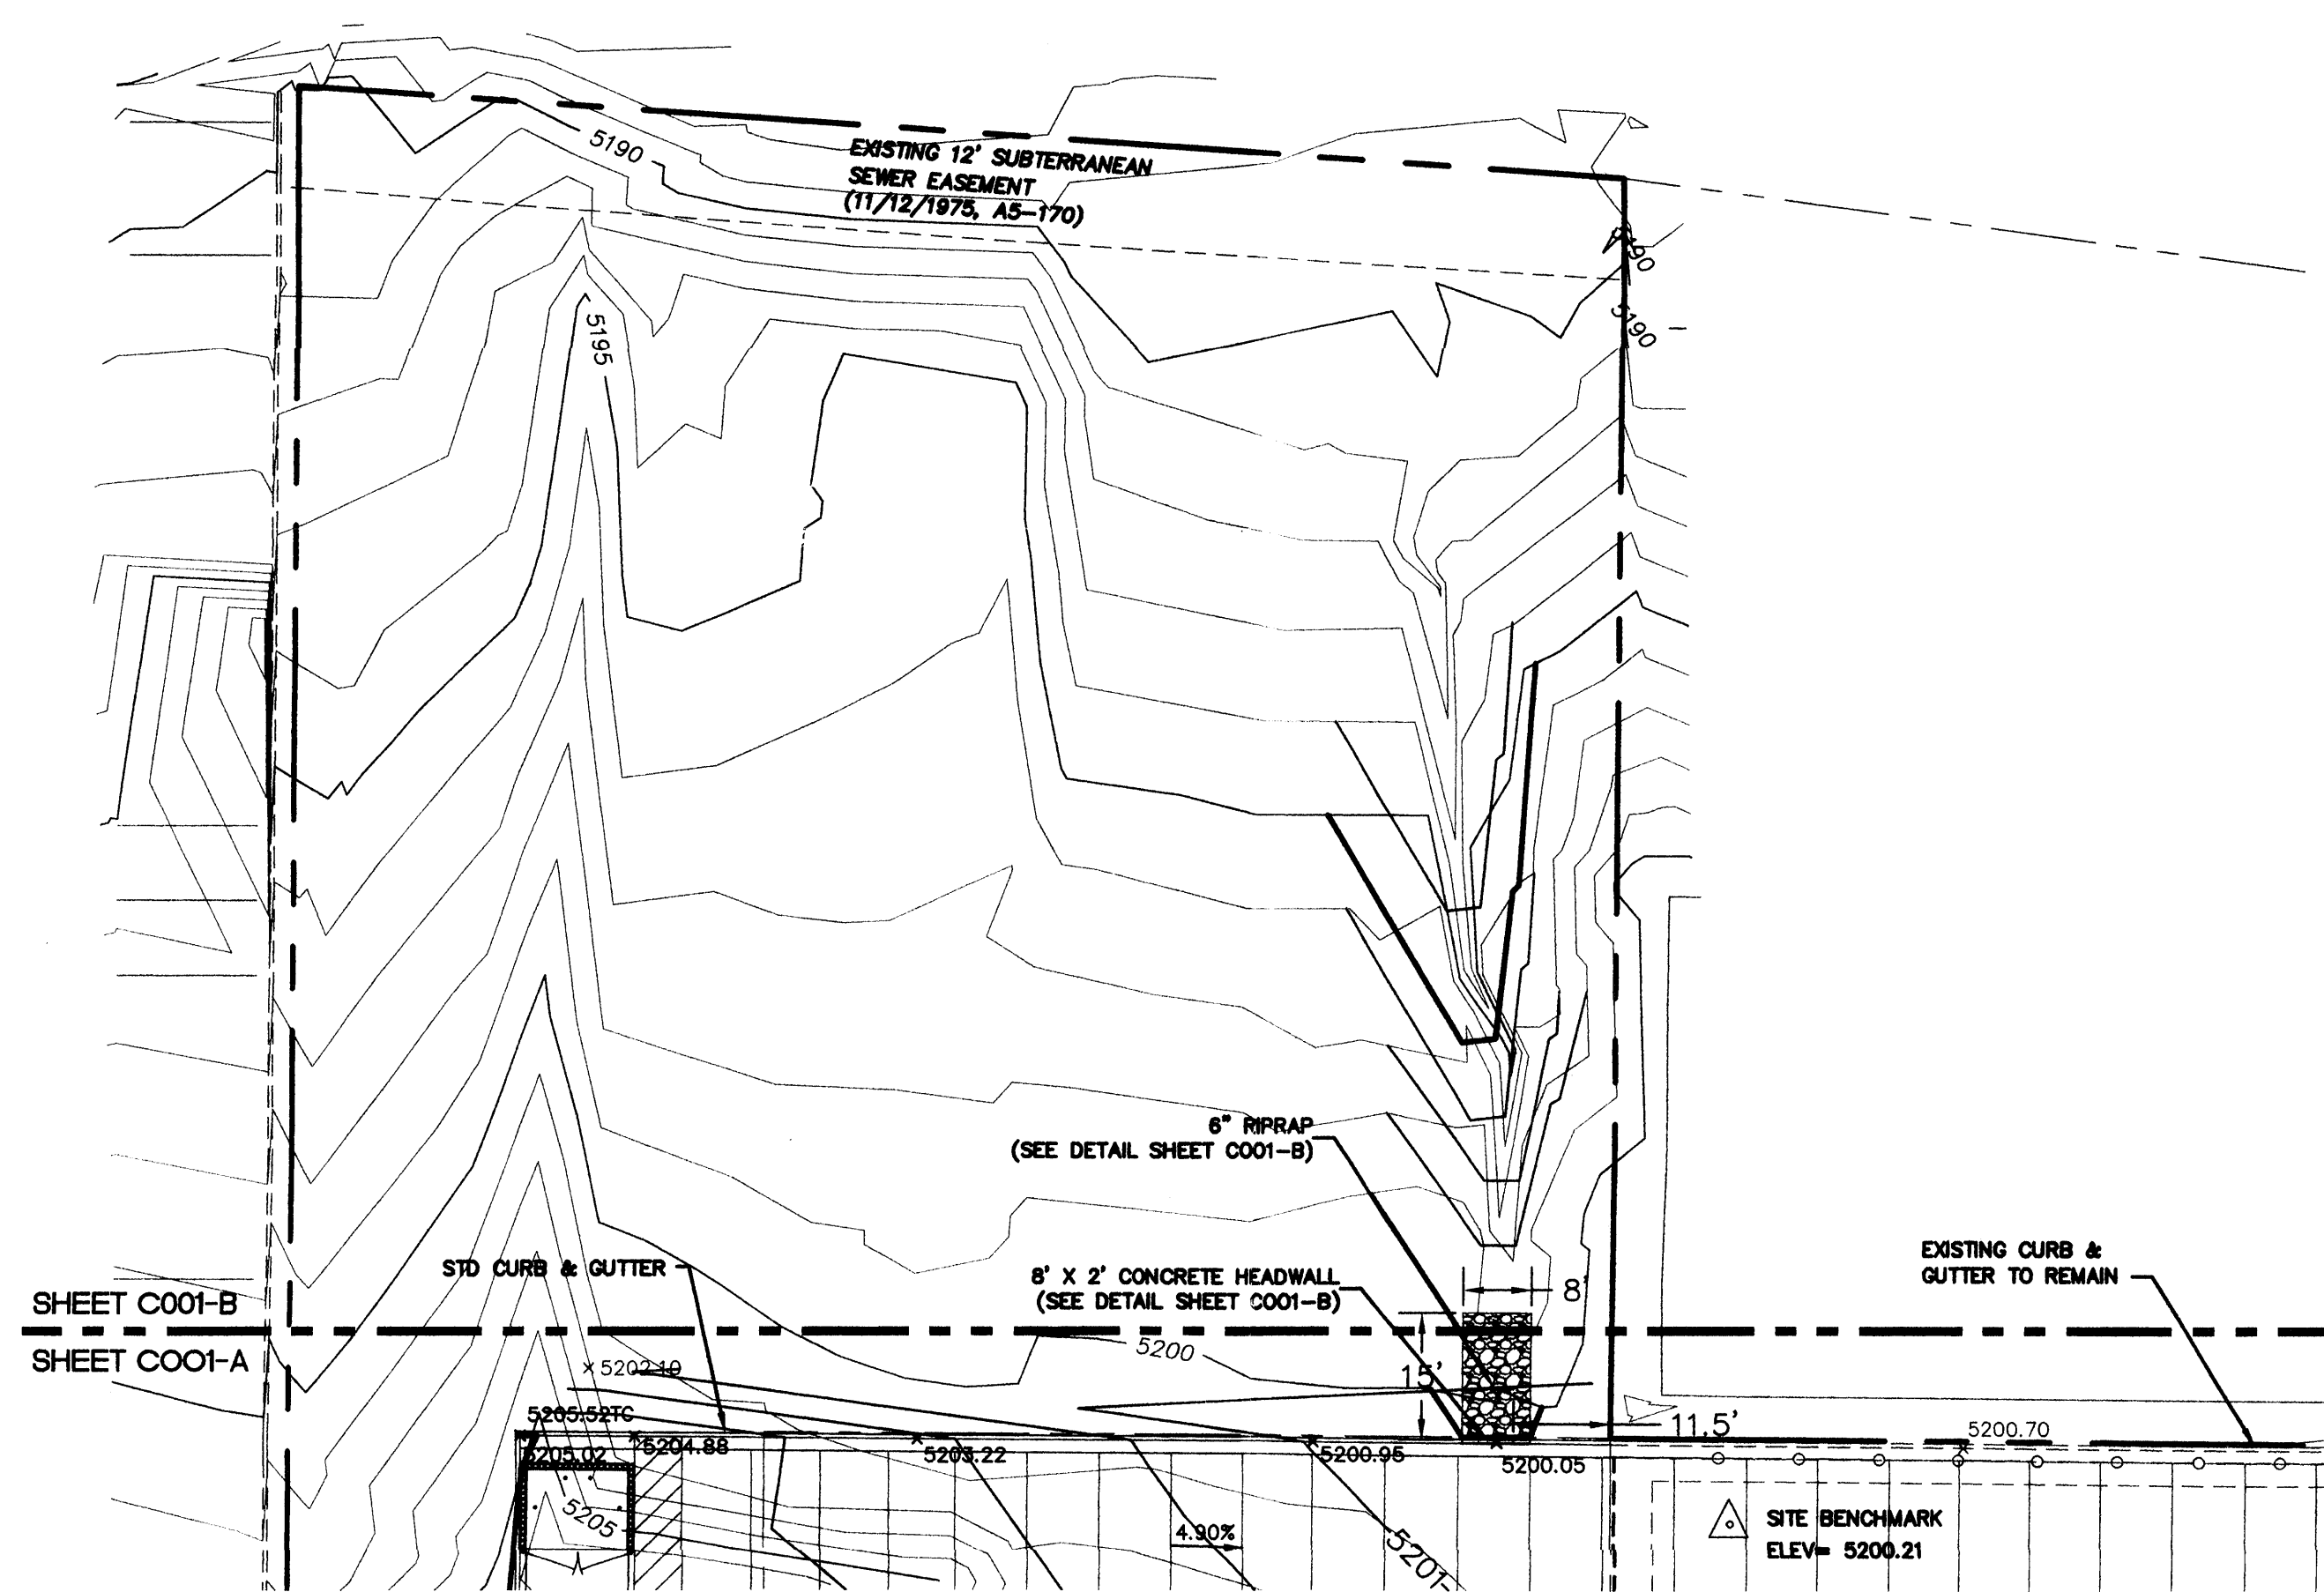 5190
EXISTING 12' SUBTERRANEAN
SEWER EASEMENT
(11/12/1975, A5-170)
5190
5190
5195
6" RIPRAP
(SEE DETAIL SHEET C001-B)
STD CURB & GUTTER
8' X 2' CONCRETE HEADWALL
(SEE DETAIL SHEET C001-B)
8'
EXISTING CURB &
GUTTER TO REMAIN
SHEET C001-B
SHEET C001-A
5200
15'
5202.10
5205.52TC
5205.02
5204.88
5203.22
5200.95
5200.05
11.5'
5200.70
5205
4.90%
5201
SITE BENCHMARK
ELEV= 5200.21